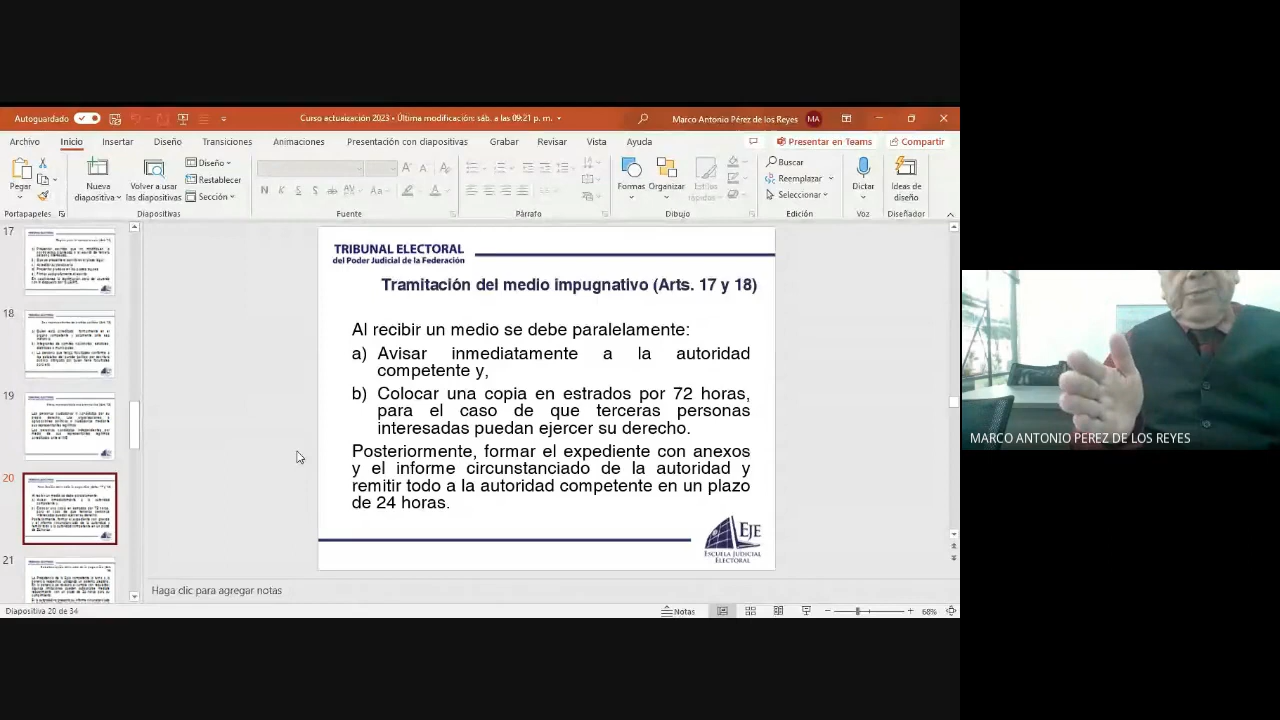 Autoguardado
Curso actuaización 2023 • Última modificación: sáb. a las 09:21 p. m.
Marco Antonio Pérez de los Reyes
MA
Archivo
Inicio
Insertar
Diseño
Transiciones
Animaciones
Presentación con diapositivas
Grabar
Revisar
Vista
Ayuda
Presentar en Teams
Compartir
Pegar
Nueva
diapositiva
Volver a usar
las diapositivas
Diseño
Restablecer
Sección
Formas
Organizar
Estilos
rápidos
Buscar
Reemplazar
Seleccionar
Dictar
Ideas de
diseño
Portapapeles
Diapositivas
Fuente
Párrafo
Dibujo
Edición
Voz
Diseñador
17
18
19
20
21
TRIBUNAL ELECTORAL
del Poder Judicial de la Federación
Tramitación del medio impugnativo (Arts. 17 y 18)
Al recibir un medio se debe paralelamente:
a) Avisar inmediatamente a la autoridad
competente y,
b) Colocar una copia en estrados por 72 horas,
para el caso de que terceras personas
interesadas puedan ejercer su derecho.
Posteriormente, formar el expediente con anexos
y el informe circunstanciado de la autoridad y
remitir todo a la autoridad competente en un plazo
de 24 horas.
EJE
ESCUELA JUDICIAL
ELECTORAL
Haga clic para agregar notas
Diapositiva 20 de 34
Notas
68%
MARCO ANTONIO PEREZ DE LOS REYES